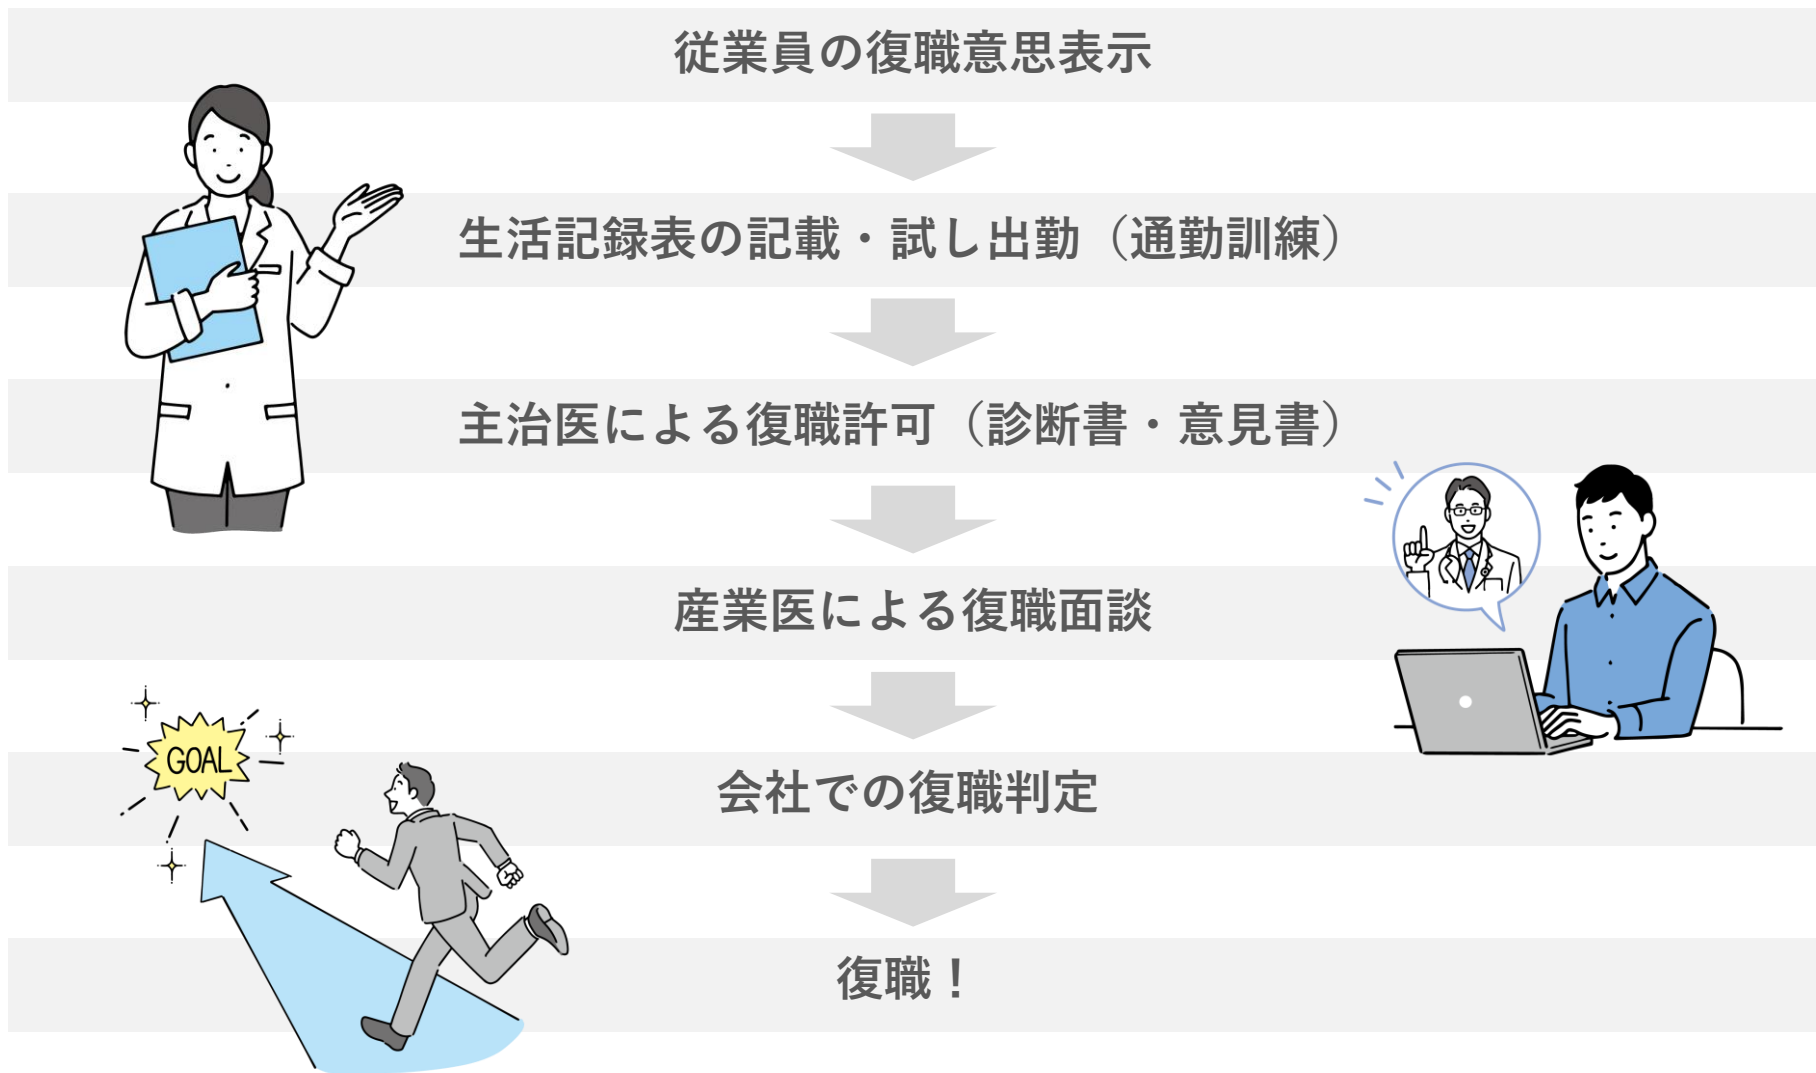 従業員の復職意思表示
生活記録表の記載・試し出勤（通勤訓練）
主治医による復職許可（診断書・意見書）
産業医による復職面談
会社での復職判定
GOAL
復職！